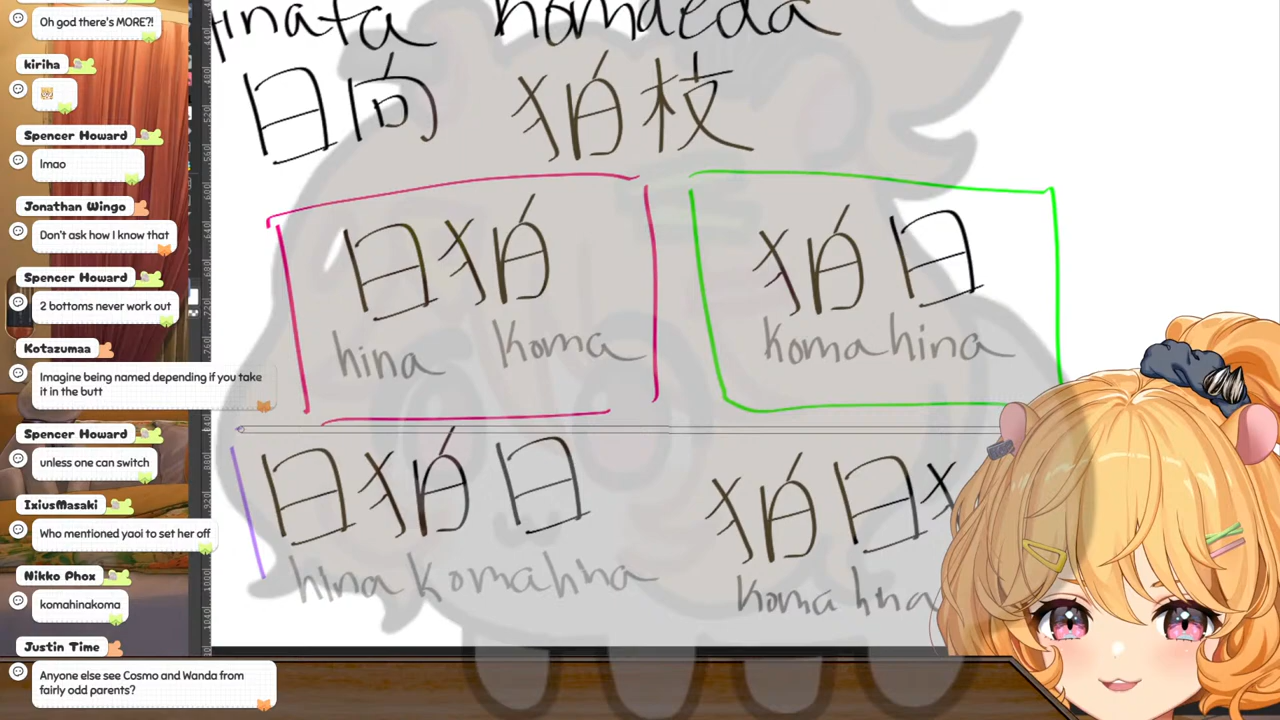 Oh god there's MORE?!
kiriha
Spencer Howard
lmao
Jonathan Wingo
Don't ask how I know that
Spencer Howard
2 bottoms never work out
Kotazumaa
Imagine being named depending if you take
it in the butt
Spencer Howard
unless one can switch
IxiusMasaki
Who mentioned yaoi to set her off
Nikko Phox
komahinakoma
Justin Time
Anyone else see Cosmo and Wanda from
fairly odd parents?
inata Komaeda
日向 狛枝
日狛 狛日
hina Koma Komahina
日狛日 狛日
hina Komahina Koma hina